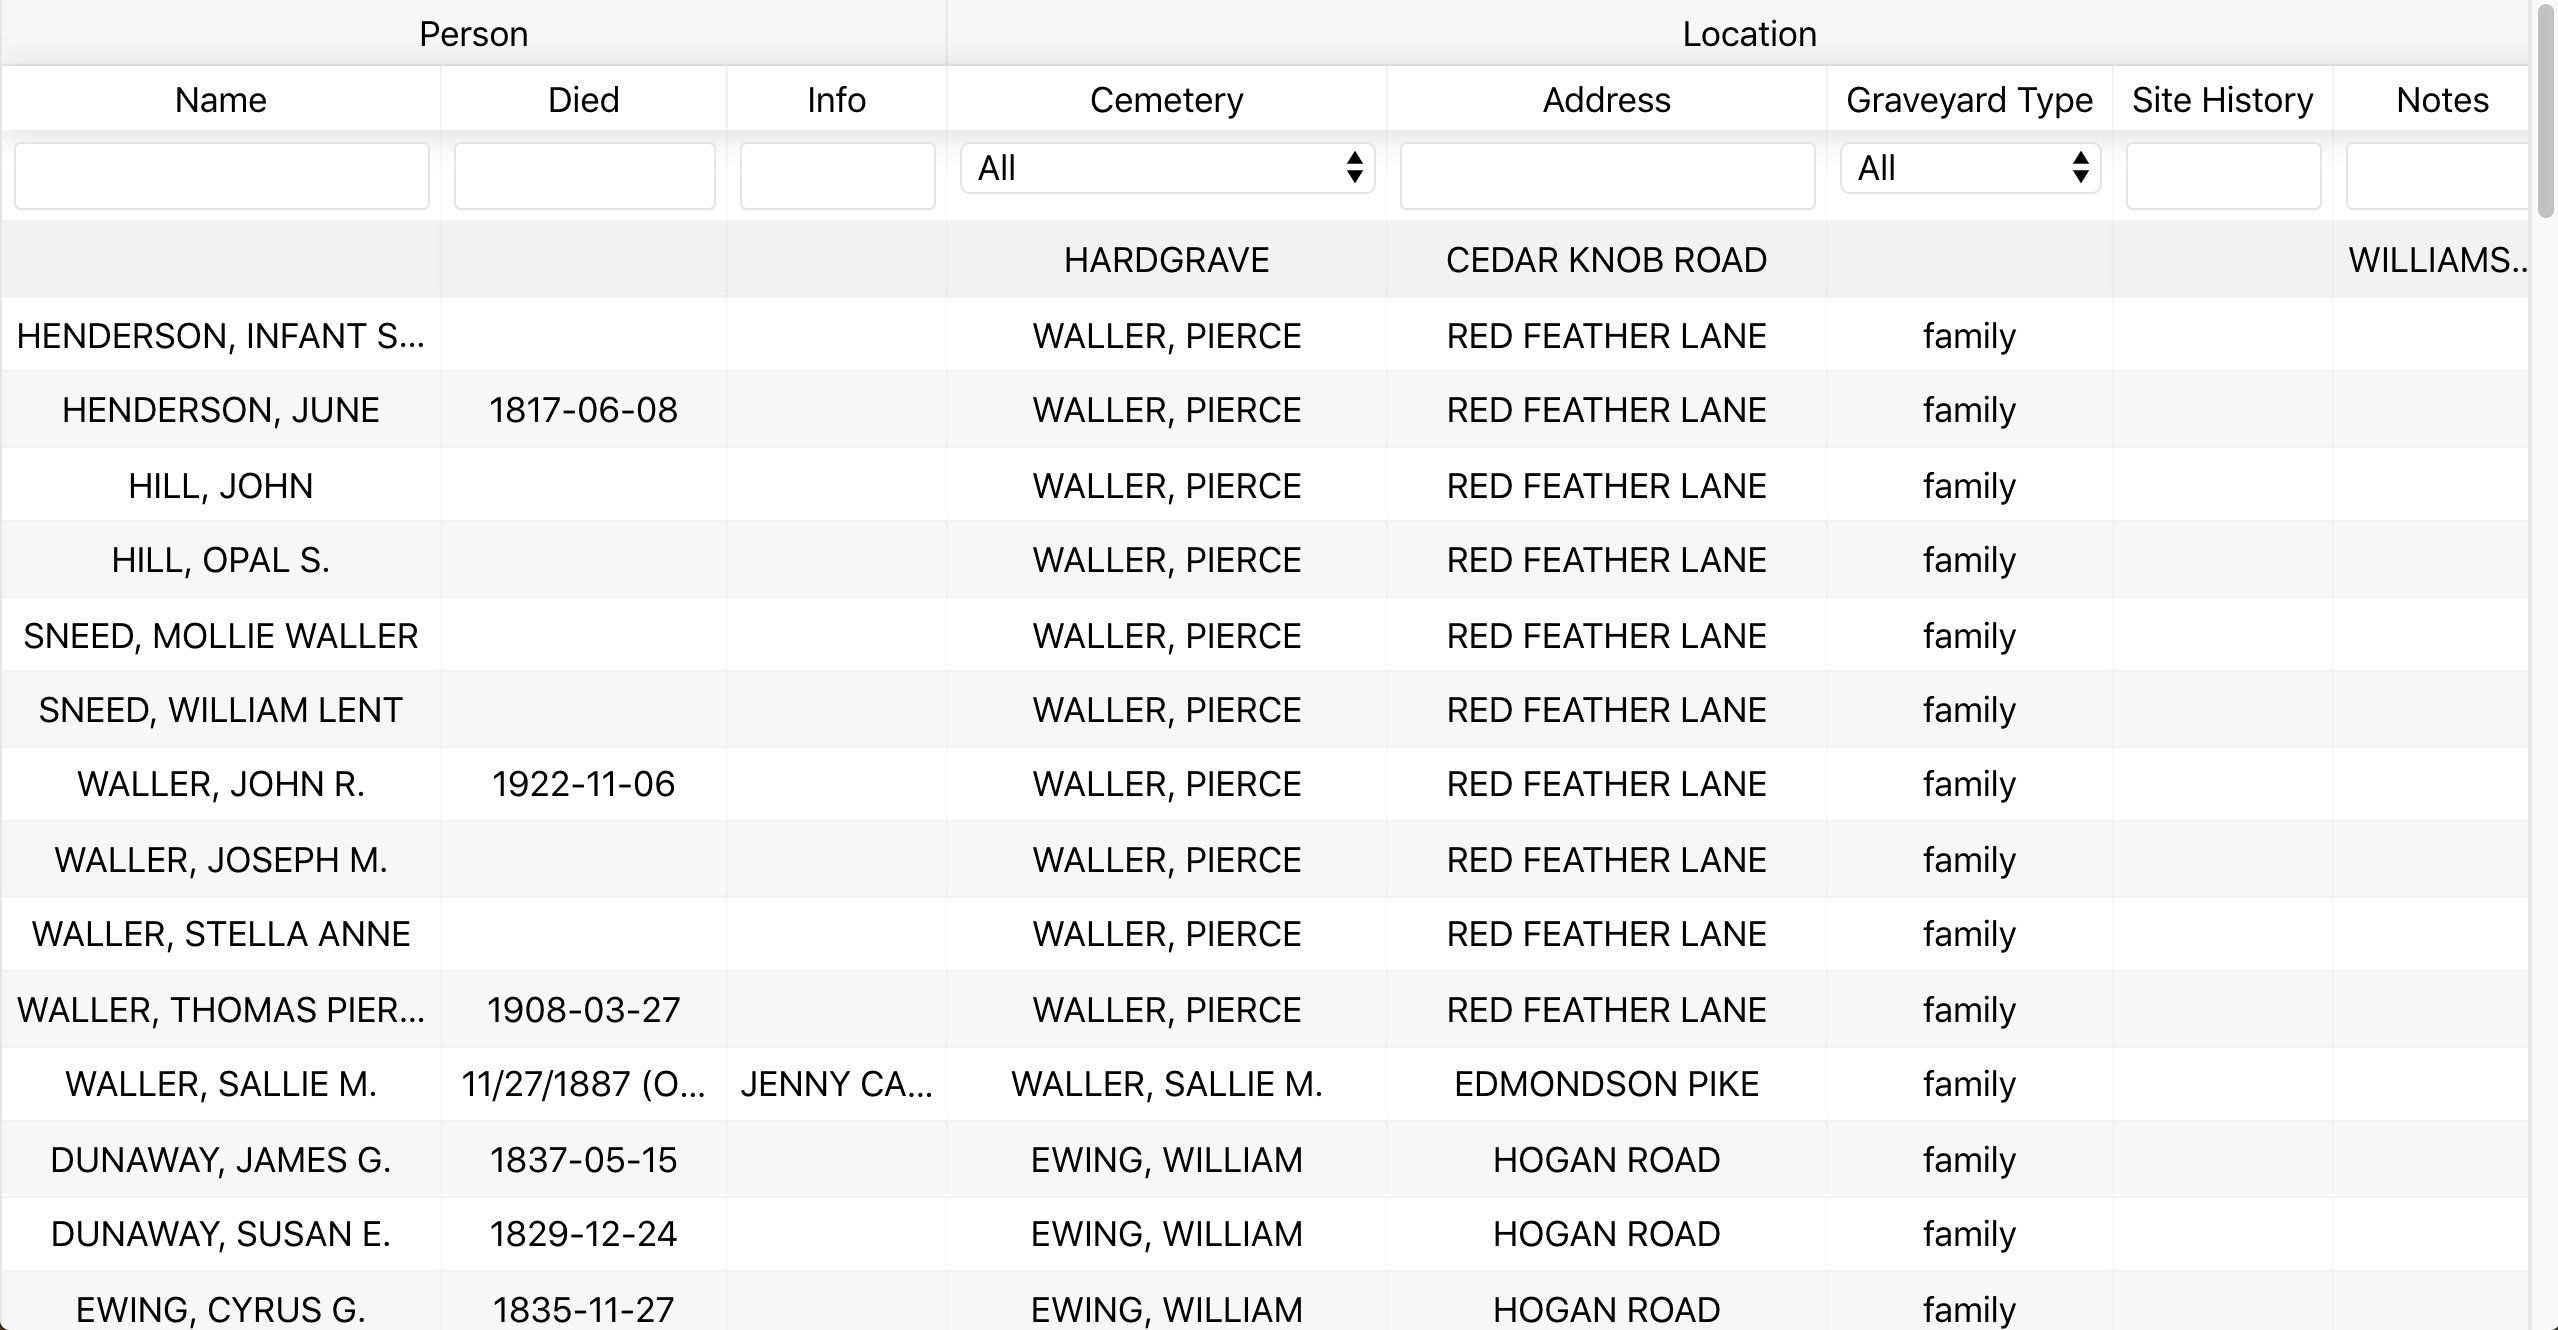 Person Location
Name Died Info Cemetery Address Graveyard Type Site History Notes
All All
HARDGRAVE CEDAR KNOB ROAD WILLIAMS..
HENDERSON, INFANT S... WALLER, PIERCE RED FEATHER LANE family
HENDERSON, JUNE 1817-06-08 WALLER, PIERCE RED FEATHER LANE family
HILL, JOHN WALLER, PIERCE RED FEATHER LANE family
HILL, OPAL S. WALLER, PIERCE RED FEATHER LANE family
SNEED, MOLLIE WALLER WALLER, PIERCE RED FEATHER LANE family
SNEED, WILLIAM LENT WALLER, PIERCE RED FEATHER LANE family
WALLER, JOHN R. 1922-11-06 WALLER, PIERCE RED FEATHER LANE family
WALLER, JOSEPH M. WALLER, PIERCE RED FEATHER LANE family
WALLER, STELLA ANNE WALLER, PIERCE RED FEATHER LANE family
WALLER, THOMAS PIER... 1908-03-27 WALLER, PIERCE RED FEATHER LANE family
WALLER, SALLIE M. 11/27/1887 (O... JENNY CA... WALLER, SALLIE M. EDMONDSON PIKE family
DUNAWAY, JAMES G. 1837-05-15 EWING, WILLIAM HOGAN ROAD family
DUNAWAY, SUSAN E. 1829-12-24 EWING, WILLIAM HOGAN ROAD family
EWING, CYRUS G. 1835-11-27 EWING, WILLIAM HOGAN ROAD family